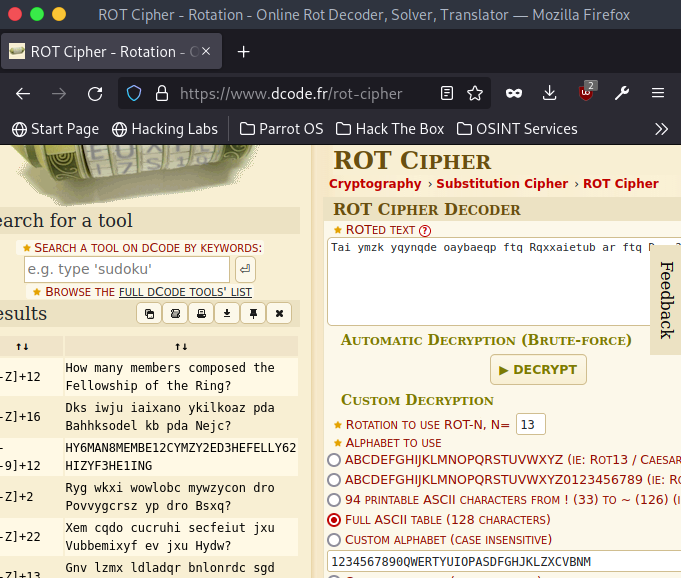 ROT Cipher - Rotation - Online Rot Decoder, Solver, Translator — Mozilla Firefox
ROT Cipher - Rotation - O
https://www.dcode.fr/rot-cipher
2
Start Page Hacking Labs Parrot OS Hack The Box OSINT Services
ROT Cipher
Cryptography › Substitution Cipher › ROT Cipher
earch for a tool
Search a tool on dCode by keywords:
e.g. type 'sudoku'
Browse the full dCode tools' list
esults
↑↓ ↑↓
-Z]+12 How many members composed the
Fellowship of the Ring?
-Z]+16 Dks iwju iaixano ykilkoaz pda
Bahhksodel kb pda Nejc?
- HY6MAN8MEMBE12CYMZY2ED3HEFELLY62
-9]+12 HIZYF3HE1ING
-Z]+2 Ryg wkxi wowlobc mywzycon dro
Povvygcrsz yp dro Bsxq?
-Z]+22 Xem cqdo cucruhi secfeiut jxu
Vubbemixyf ev jxu Hydw?
-Z]+13 Gnv lzmx ldladqr bnlonrdc sgd
ROT Cipher Decoder
ROTed text ?
Tai ymzk yqynqde oaybaeqp ftq Rqxxaietub ar ftq
Feedback
Automatic Decryption (Brute-force)
▶ DECRYPT
Custom Decryption
Rotation to use ROT-N, N= 13
Alphabet to use
ABCDEFGHIJKLMNOPQRSTUVWXYZ (ie: Rot13 / Caesar
ABCDEFGHIJKLMNOPQRSTUVWXYZ0123456789 (ie: Ro
94 printable ASCII characters from ! (33) to ~ (126) (i
Full ASCII table (128 characters)
Custom alphabet (case insensitive)
1234567890QWERTYUIOPASDFGHJKLZXCVBNM